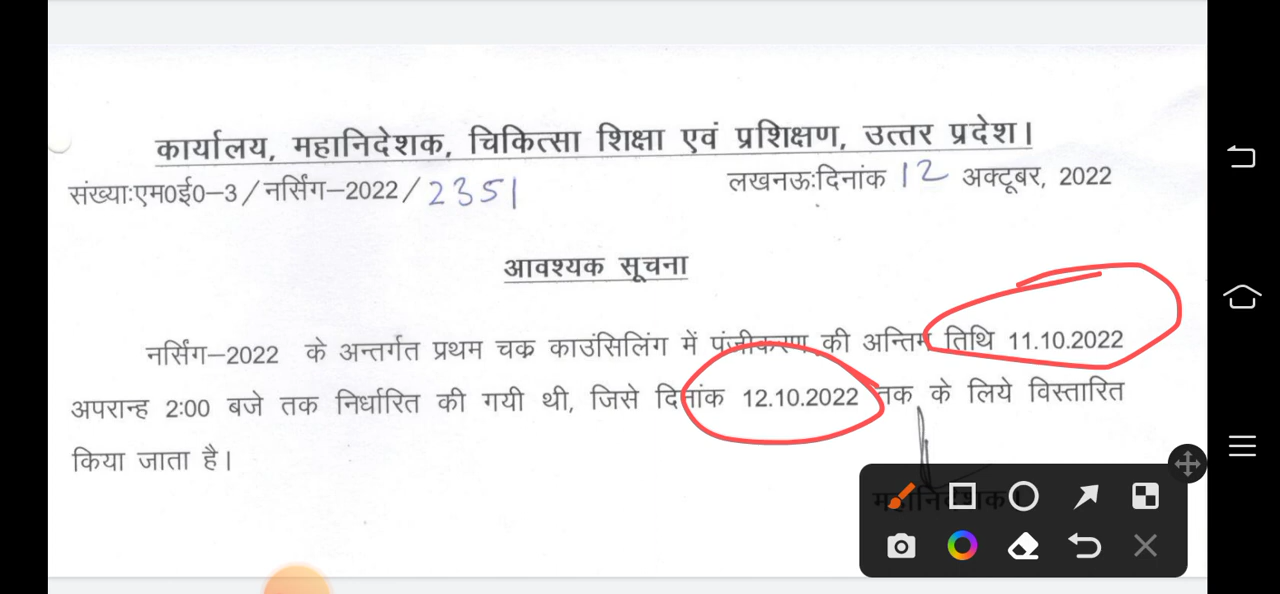 कार्यालय, महानिदेशक, चिकित्सा शिक्षा एवं प्रशिक्षण, उत्तर प्रदेश।
संख्याःएम0ई0–3/नर्सिंग–2022/2351
लखनऊःदिनांक 12 अक्टूबर, 2022
आवश्यक सूचना
नर्सिंग–2022 के अन्तर्गत प्रथम चक्र काउंसिलिंग में पंजीकरण की अन्तिम तिथि 11.10.2022
अपरान्ह 2:00 बजे तक निर्धारित की गयी थी, जिसे दिनांक 12.10.2022 तक के लिये विस्तारित
किया जाता है।
महानिदेशक।